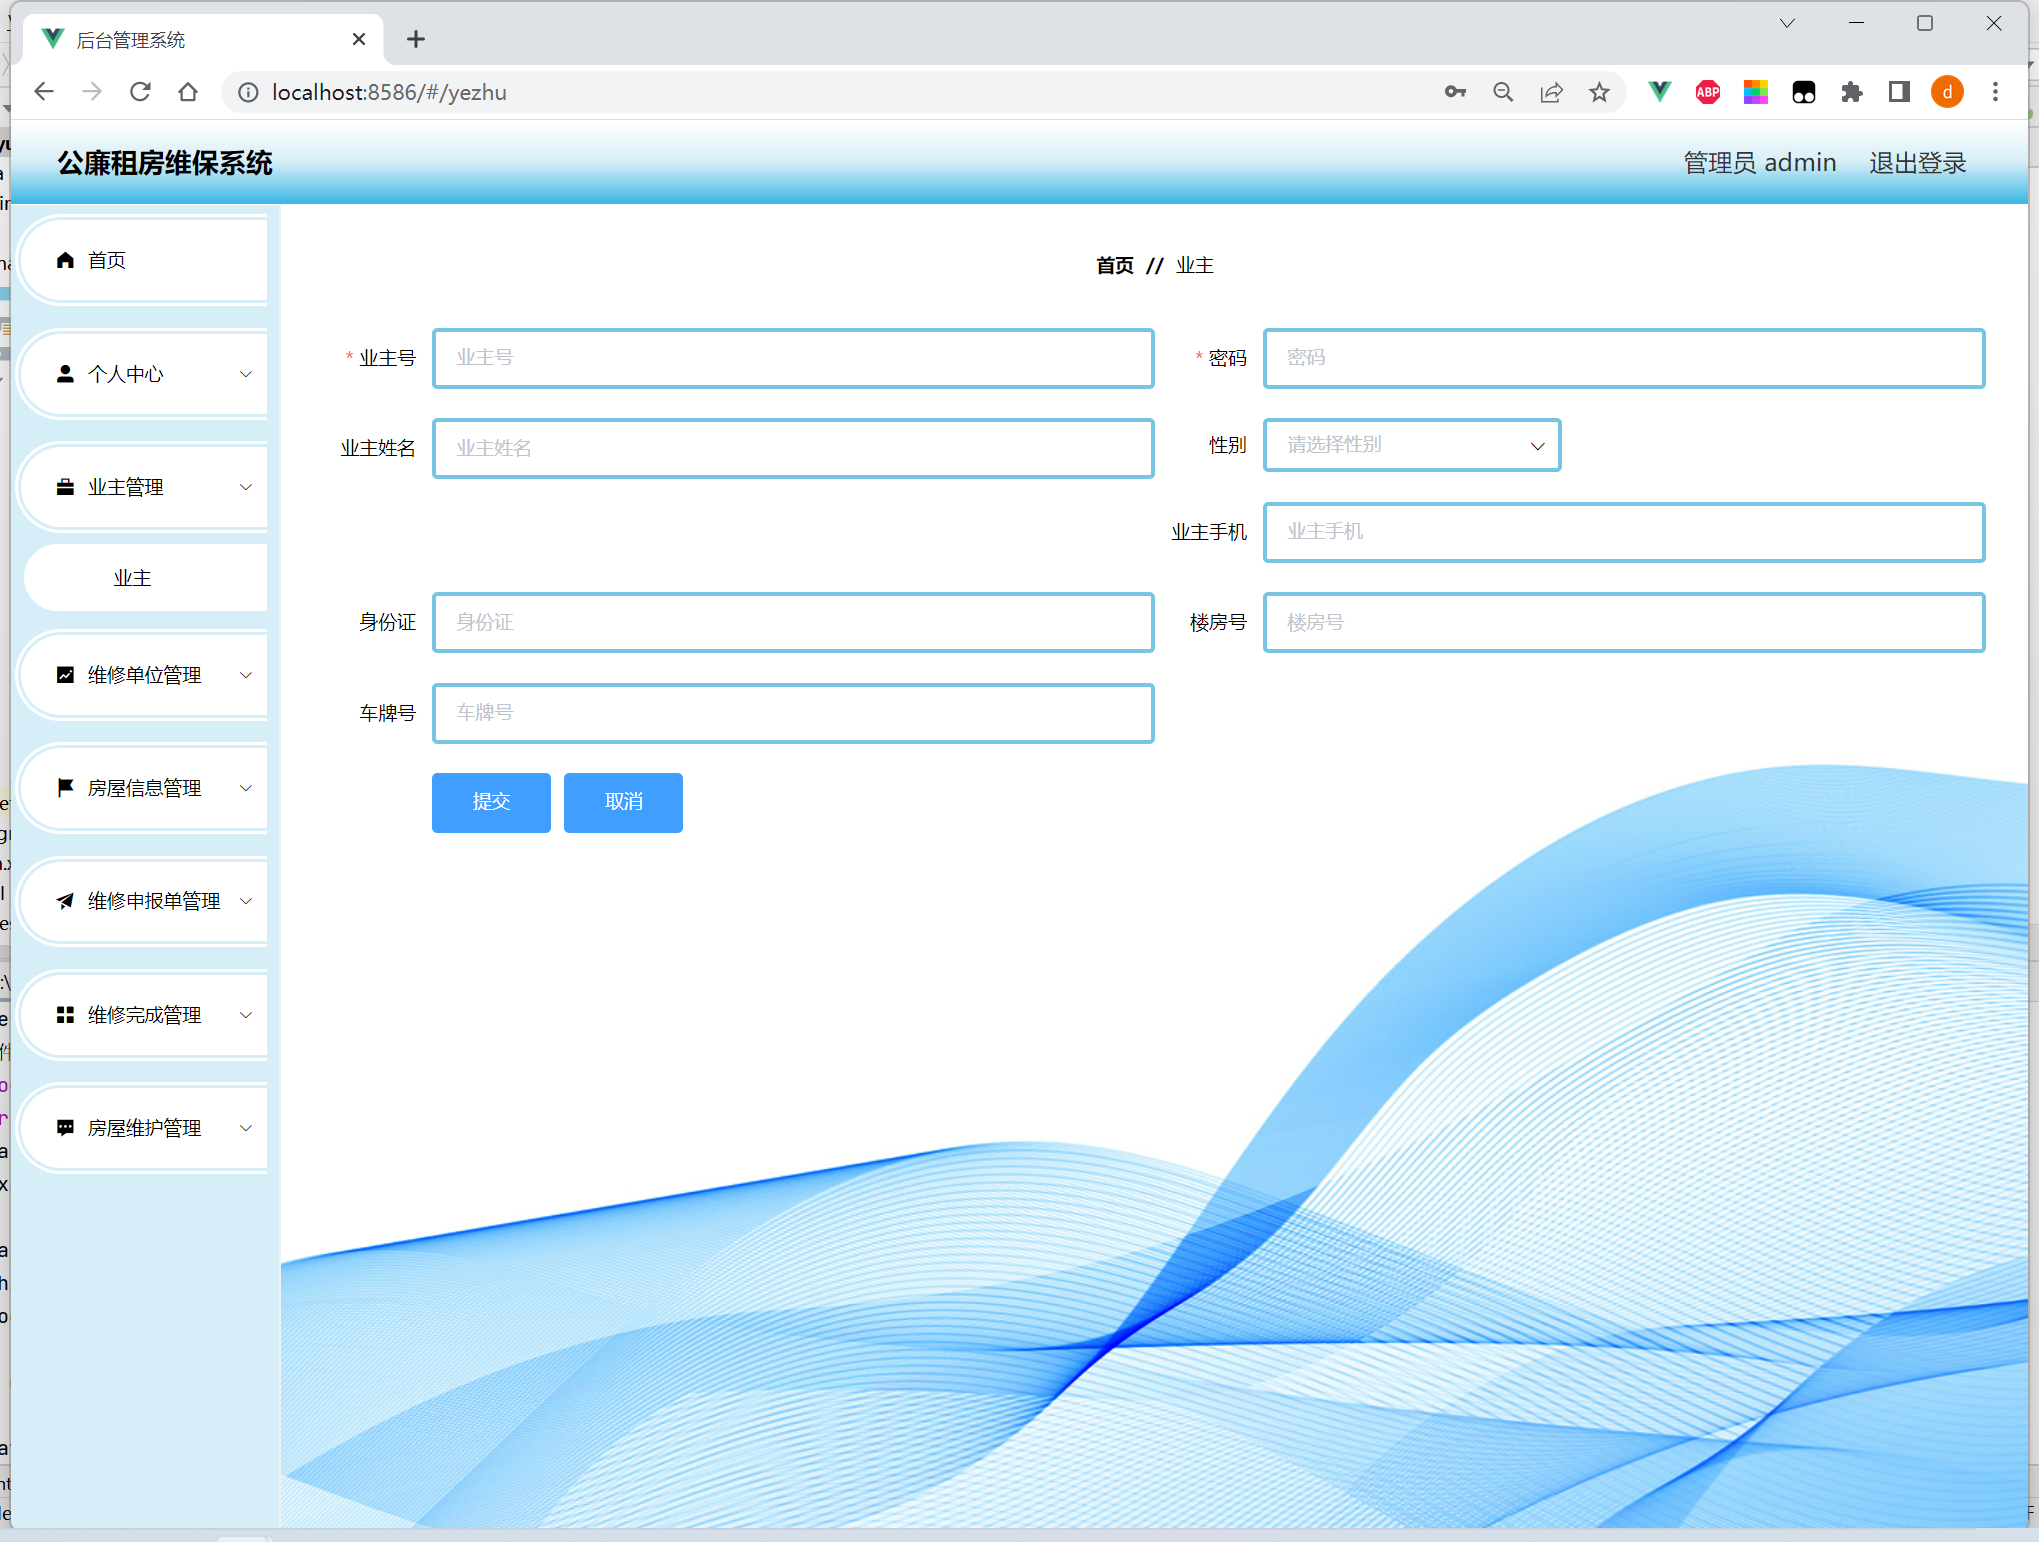 后台管理系统
localhost:8586/#/yezhu
ABP
d
公廉租房维保系统
管理员 admin 退出登录
首页
个人中心
业主管理
业主
维修单位管理
房屋信息管理
维修申报单管理
维修完成管理
房屋维护管理
首页 // 业主
* 业主号 业主号 * 密码 密码
业主姓名 业主姓名 性别 请选择性别
业主手机 业主手机
身份证 身份证 楼房号 楼房号
车牌号 车牌号
提交 取消